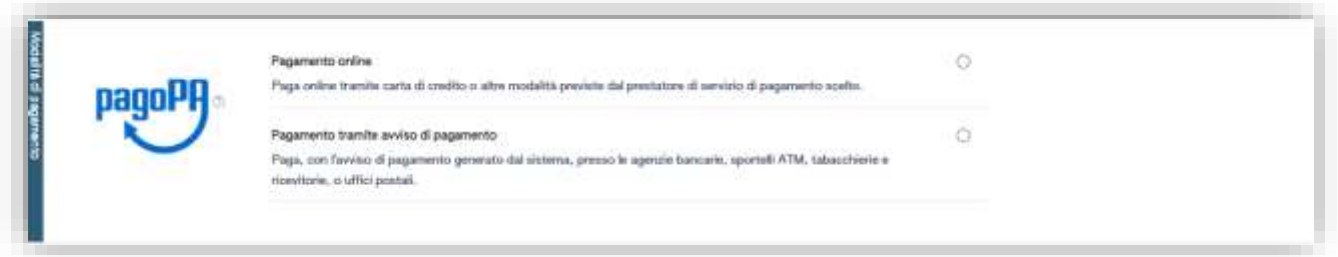 Modalità di pagamento
pagoPA
Pagamento online
Paga online tramite carta di credito o altre modalità previste dal prestatore di servizio di pagamento scelto.
Pagamento tramite avviso di pagamento
Paga, con l'avviso di pagamento generato dal sistema, presso le agenzie bancarie, sportelli ATM, tabacchierie e
ricevitorie, o uffici postali.